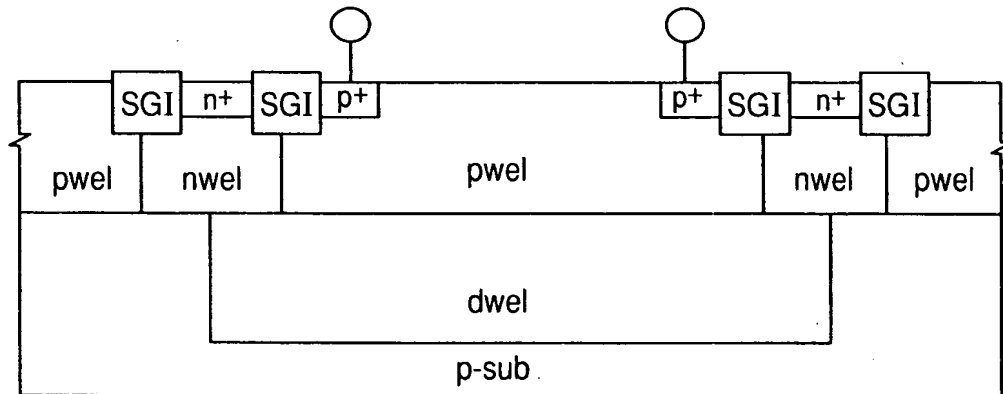 SGI n+ SGI p+ p+ SGI n+ SGI
pwel nwel pwel nwel pwel
dwel
p-sub